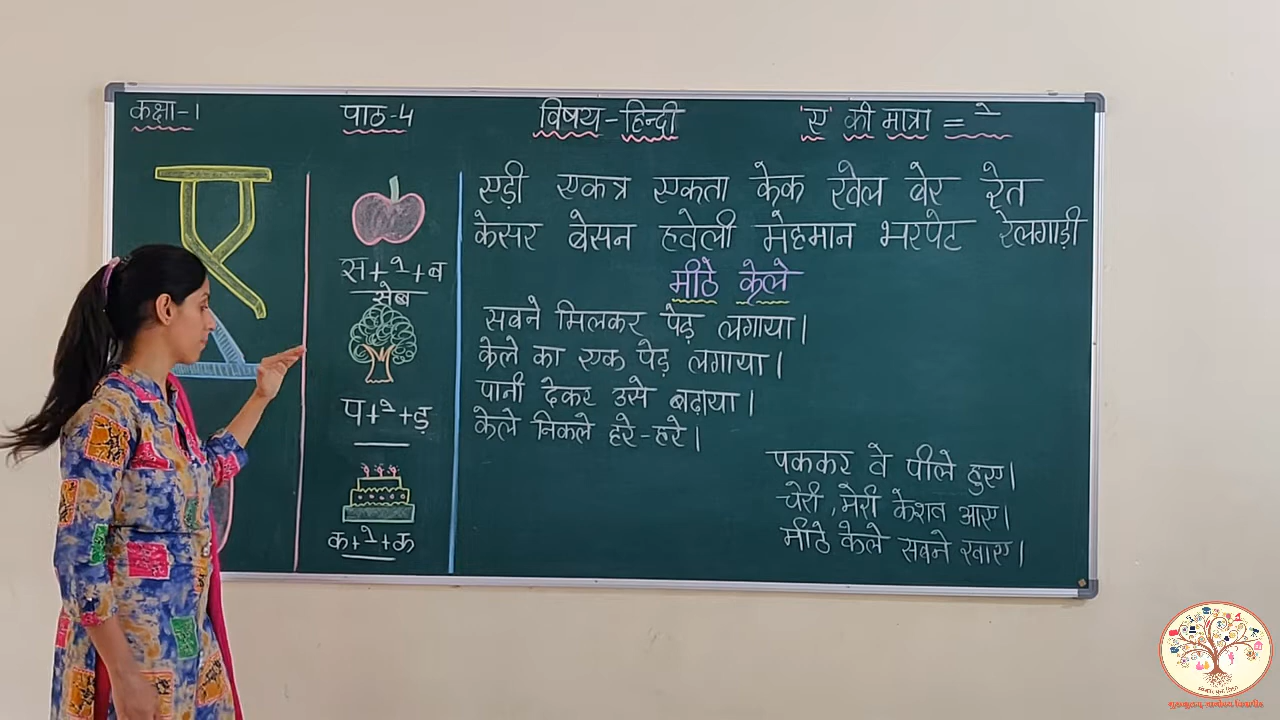 कक्षा-1 पाठ-4 विषय-हिन्दी 'ए' की मात्रा = े
ए
स + े + ब
सेब
प + े + ड़
क + े + क
एड़ी एकत्र एकता केक खेल बेर रेत
केसर बेसन हवेली मेहमान भरपेट रेलगाड़ी
मीठे केले
सबने मिलकर पेड़ लगाया।
केले का एक पेड़ लगाया।
पानी देकर उसे बढ़ाया।
केले निकले हरे-हरे।
पककर वे पीले हुए।
चेरी, मेरी केशव आए।
मीठे केले सबने खाए।